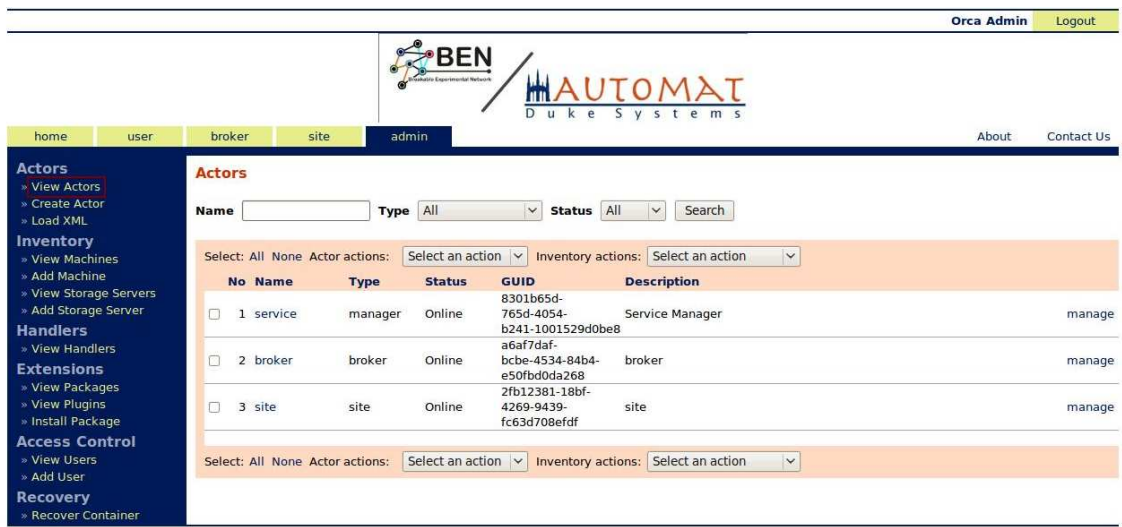 Orca Admin Logout
BEN
Breakable Experimental Network
AUTOMAT
Duke Systems
home user broker site admin About Contact Us
Actors
» View Actors
» Create Actor
» Load XML
Inventory
» View Machines
» Add Machine
» View Storage Servers
» Add Storage Server
Handlers
» View Handlers
Extensions
» View Packages
» View Plugins
» Install Package
Access Control
» View Users
» Add User
Recovery
» Recover Container
Actors
Name Type All Status All Search
Select: All None Actor actions: Select an action Inventory actions: Select an action
No Name Type Status GUID Description
8301b65d-
1 service manager Online 765d-4054- Service Manager manage
b241-1001529d0be8
a6af7daf-
2 broker broker Online bcbe-4534-84b4- broker manage
e50fbd0da268
2fb12381-18bf-
3 site site Online 4269-9439- site manage
fc63d708efdf
Select: All None Actor actions: Select an action Inventory actions: Select an action